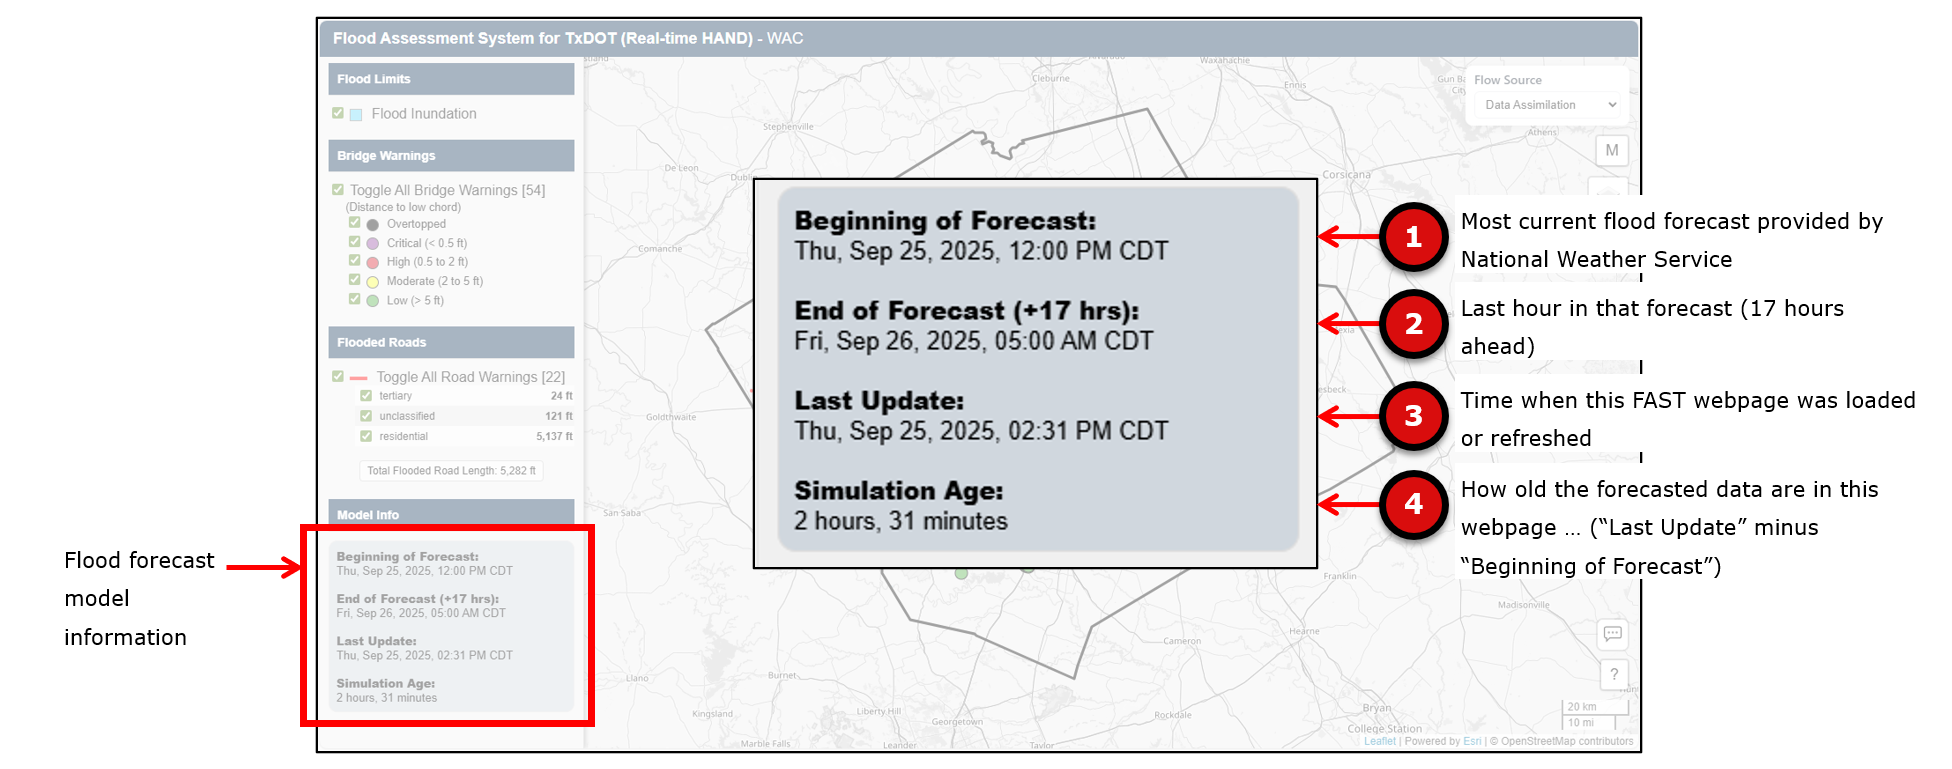 Flood Assessment System for TxDOT (Real-time HAND) - WAC
Flood Limits
Flood Inundation
Bridge Warnings
Toggle All Bridge Warnings [54]
(Distance to low chord)
Overtopped
Critical (< 0.5 ft)
High (0.5 to 2 ft)
Moderate (2 to 5 ft)
Low (> 5 ft)
Flooded Roads
Toggle All Road Warnings [22]
tertiary 24 ft
unclassified 121 ft
residential 5,137 ft
Total Flooded Road Length: 5,282 ft
Model Info
Beginning of Forecast:
Thu, Sep 25, 2025, 12:00 PM CDT
End of Forecast (+17 hrs):
Fri, Sep 26, 2025, 05:00 AM CDT
Last Update:
Thu, Sep 25, 2025, 02:31 PM CDT
Simulation Age:
2 hours, 31 minutes
Flood forecast
model
information
Waxahachie
Cleburne
Ennis
Stephenville
De Leon
Corsicana
Athens
Comanche
Goldthwaite
San Saba
Llano
Burnet
Kingsland
Marble Falls
Liberty Hill
Leander
Georgetown
Taylor
Cameron
Rockdale
Hearne
Franklin
Madisonville
Bryan
College Station
Flow Source
Data Assimilation
M
Beginning of Forecast:
Thu, Sep 25, 2025, 12:00 PM CDT
End of Forecast (+17 hrs):
Fri, Sep 26, 2025, 05:00 AM CDT
Last Update:
Thu, Sep 25, 2025, 02:31 PM CDT
Simulation Age:
2 hours, 31 minutes
1
Most current flood forecast provided by
National Weather Service
2
Last hour in that forecast (17 hours
ahead)
3
Time when this FAST webpage was loaded
or refreshed
4
How old the forecasted data are in this
webpage … (“Last Update” minus
“Beginning of Forecast”)
?
20 km
10 mi
Leaflet | Powered by Esri | © OpenStreetMap contributors